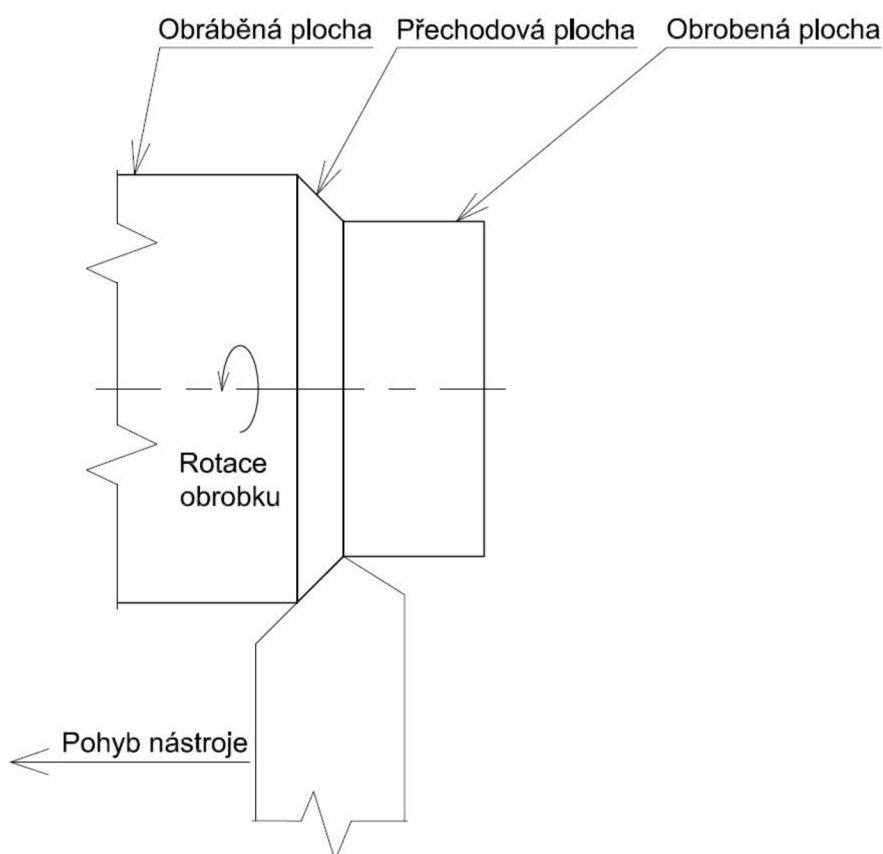 Obráběná plocha
Přechodová plocha
Obrobená plocha
Rotace
obrobku
Pohyb nástroje